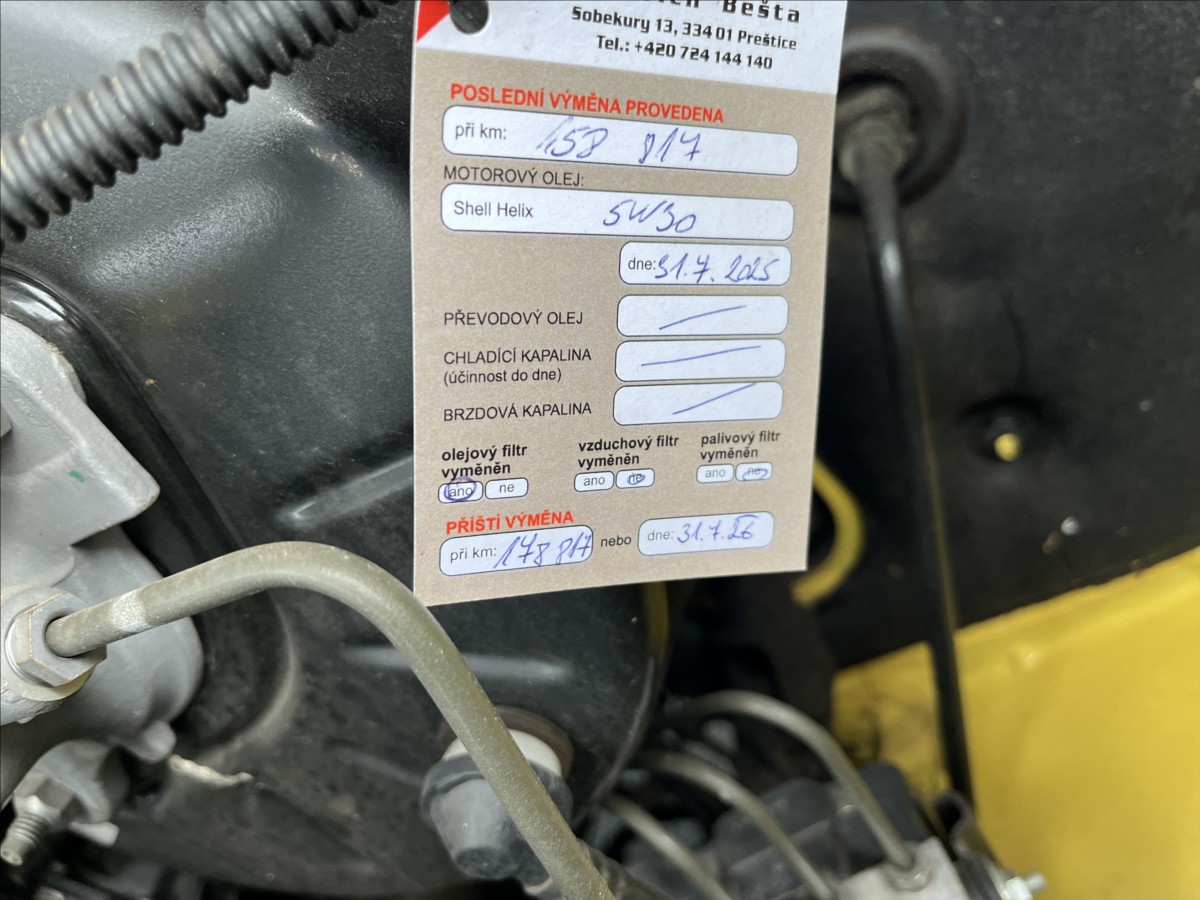 Bešta
Sobekury 13, 334 01 Preštice
Tel.: +420 724 144 140
POSLEDNÍ VÝMĚNA PROVEDENA
při km: 158 817
MOTOROVÝ OLEJ:
Shell Helix 5W30
dne: 31.7.2025
PŘEVODOVÝ OLEJ
CHLADÍCÍ KAPALINA
(účinnost do dne)
BRZDOVÁ KAPALINA
olejový filtr vyměněn
ano ne
vzduchový filtr vyměněn
ano ne
palivový filtr vyměněn
ano ne
PŘÍŠTÍ VÝMĚNA
při km: 178 817 nebo dne: 31.7.26